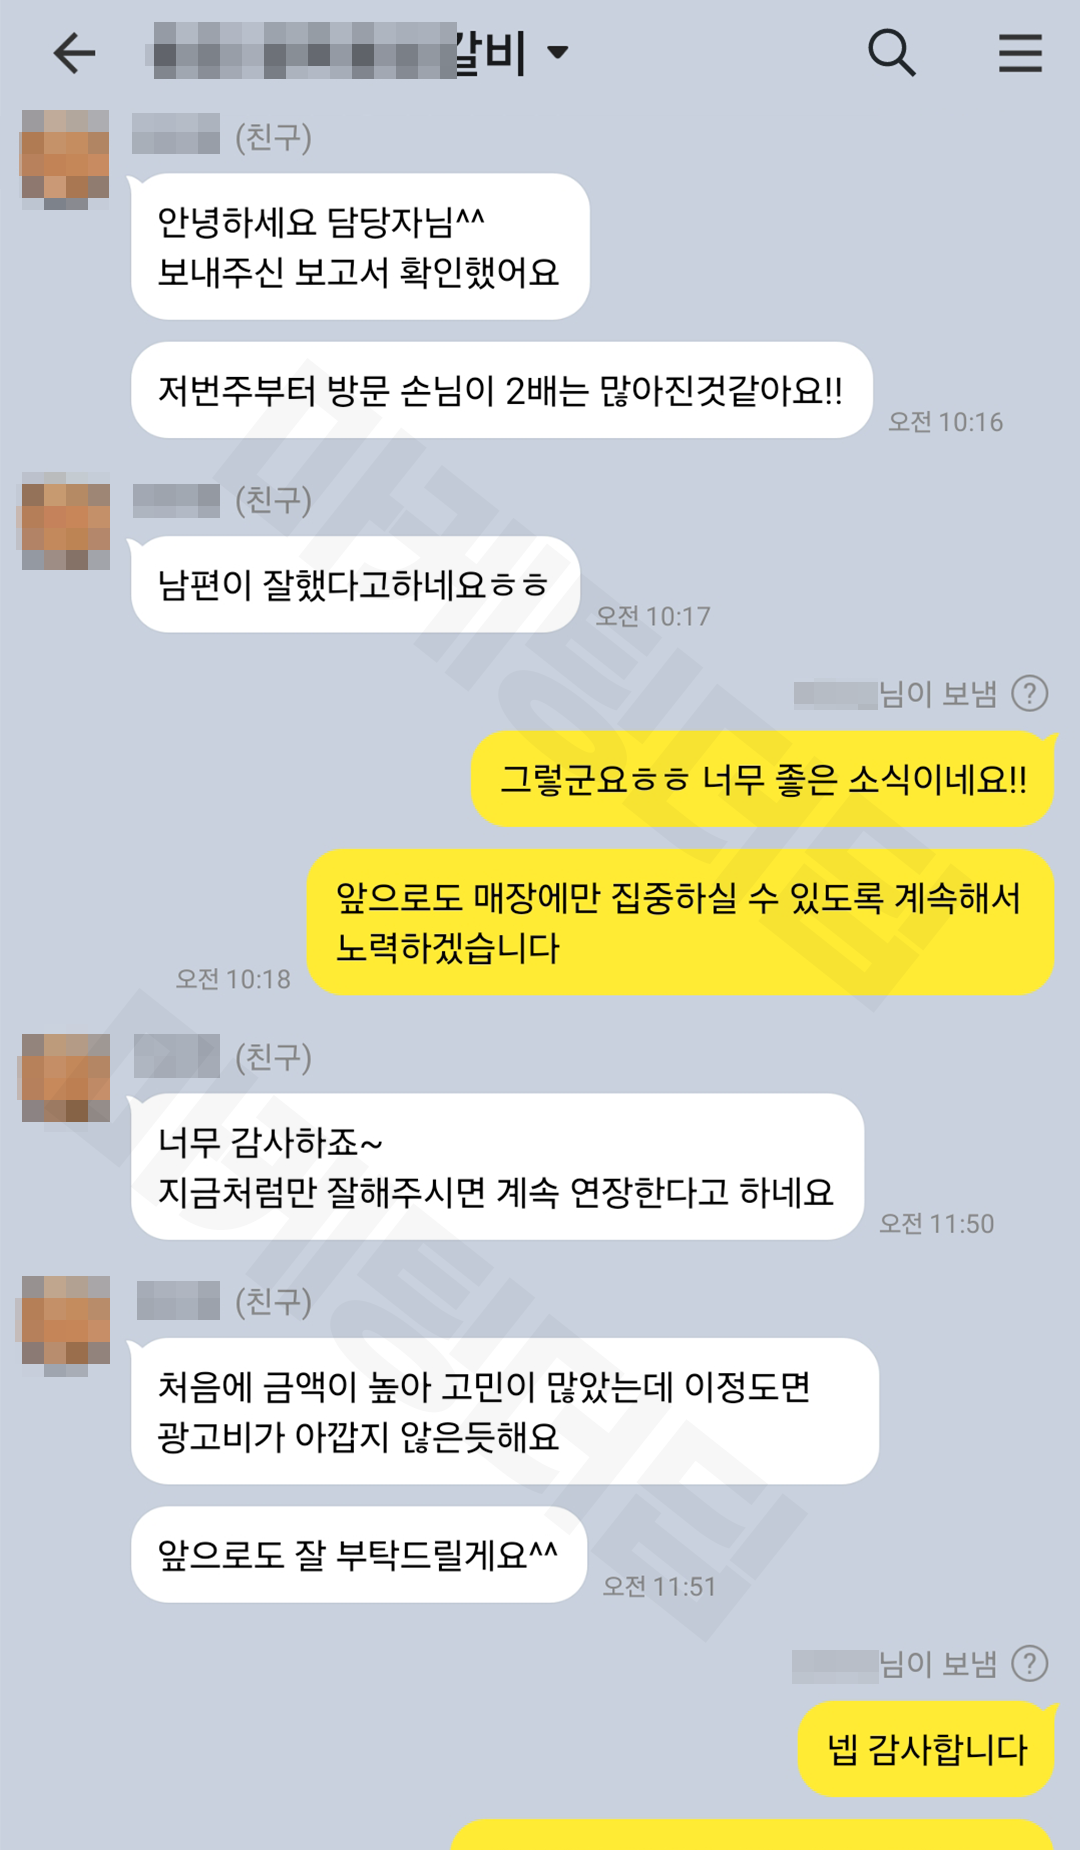 갈비
(친구)
안녕하세요 담당자님^^
보내주신 보고서 확인했어요
저번주부터 방문 손님이 2배는 많아진것같아요!!
오전 10:16
(친구)
남편이 잘했다고하네요ㅎㅎ
오전 10:17
님이 보냄 ?
그렇군요ㅎㅎ 너무 좋은 소식이네요!!
앞으로도 매장에만 집중하실 수 있도록 계속해서
노력하겠습니다
오전 10:18
(친구)
너무 감사하죠~
지금처럼만 잘해주시면 계속 연장한다고 하네요
오전 11:50
(친구)
처음에 금액이 높아 고민이 많았는데 이정도면
광고비가 아깝지 않은듯해요
앞으로도 잘 부탁드릴게요^^
오전 11:51
님이 보냄 ?
넵 감사합니다
마케팅더팀
마케팅더팀